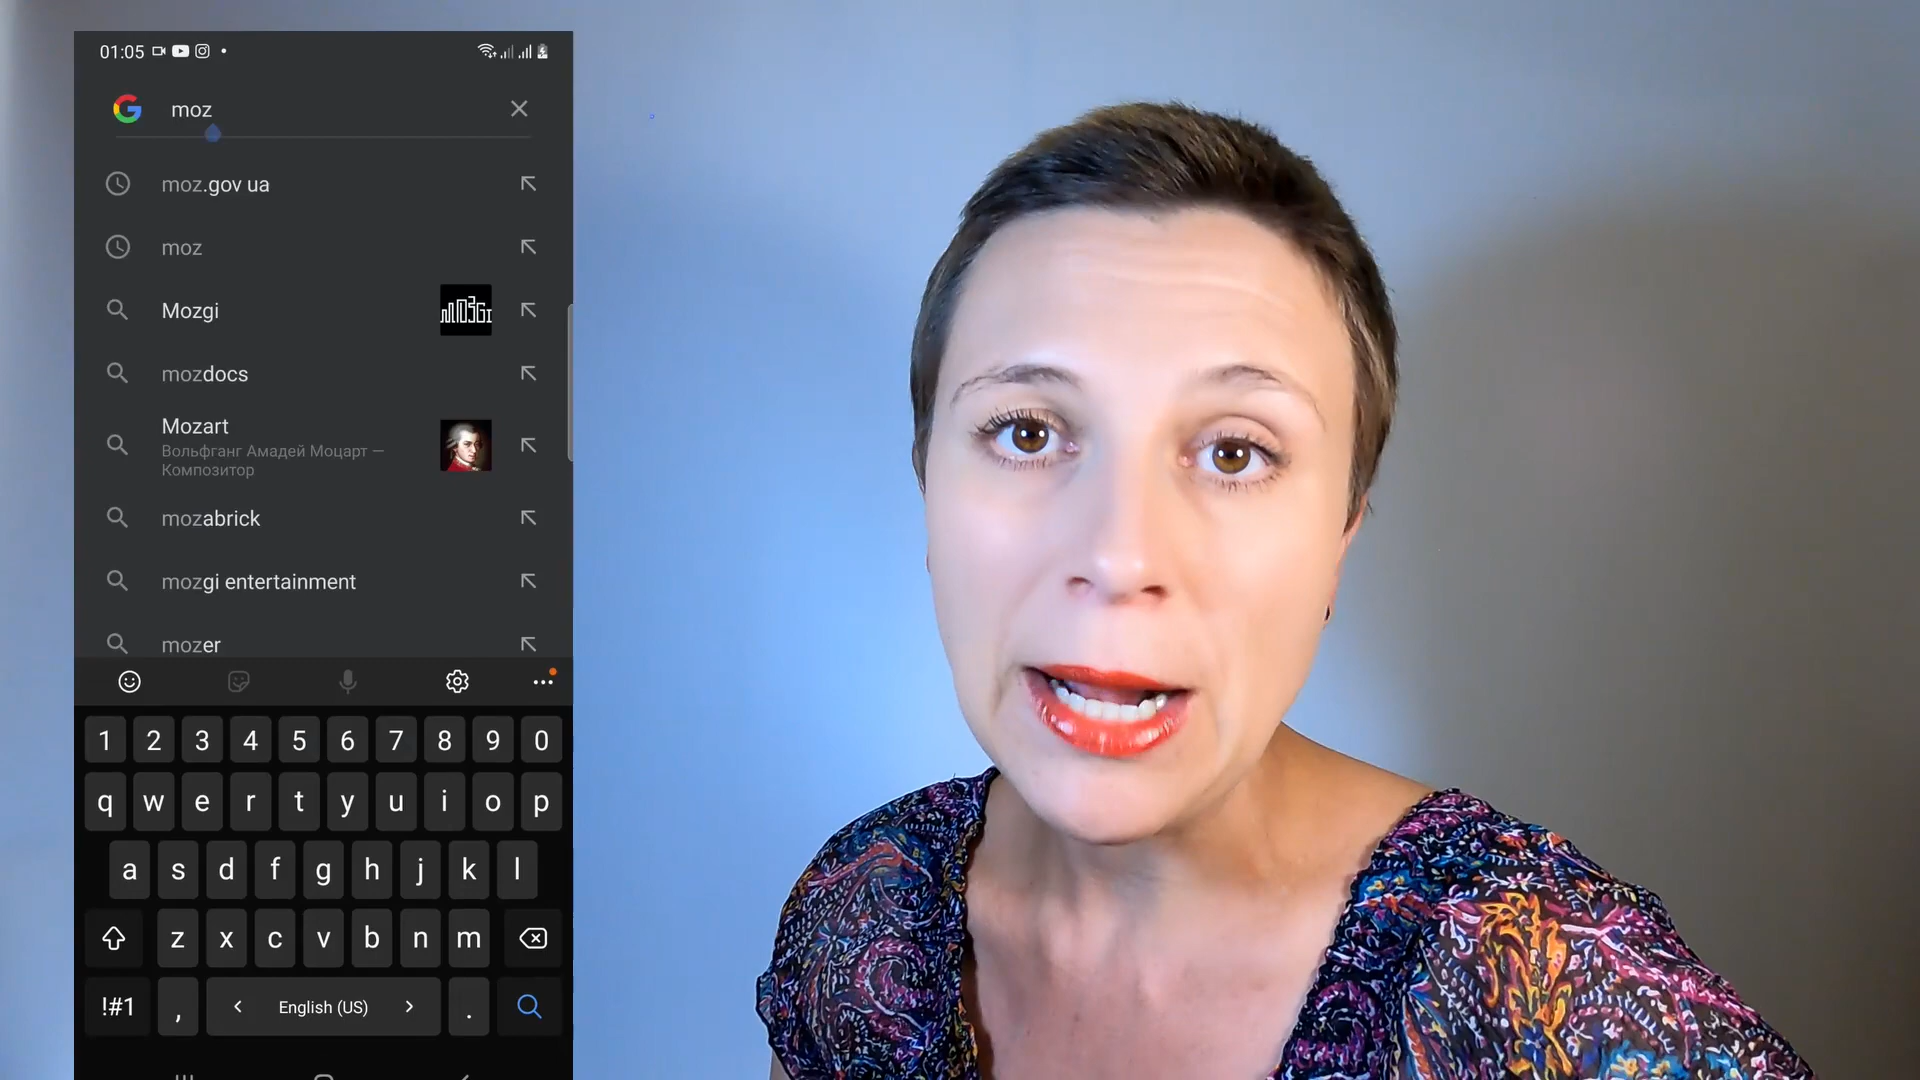 01:05
moz
moz.gov ua
moz
Mozgi
MO3GI
mozdocs
Mozart
Вольфганг Амадей Моцарт —
Композитор
mozabrick
mozgi entertainment
mozer
1 2 3 4 5 6 7 8 9 0
q w e r t y u i o p
a s d f g h j k l
z x c v b n m
!#1 , < English (US) > .